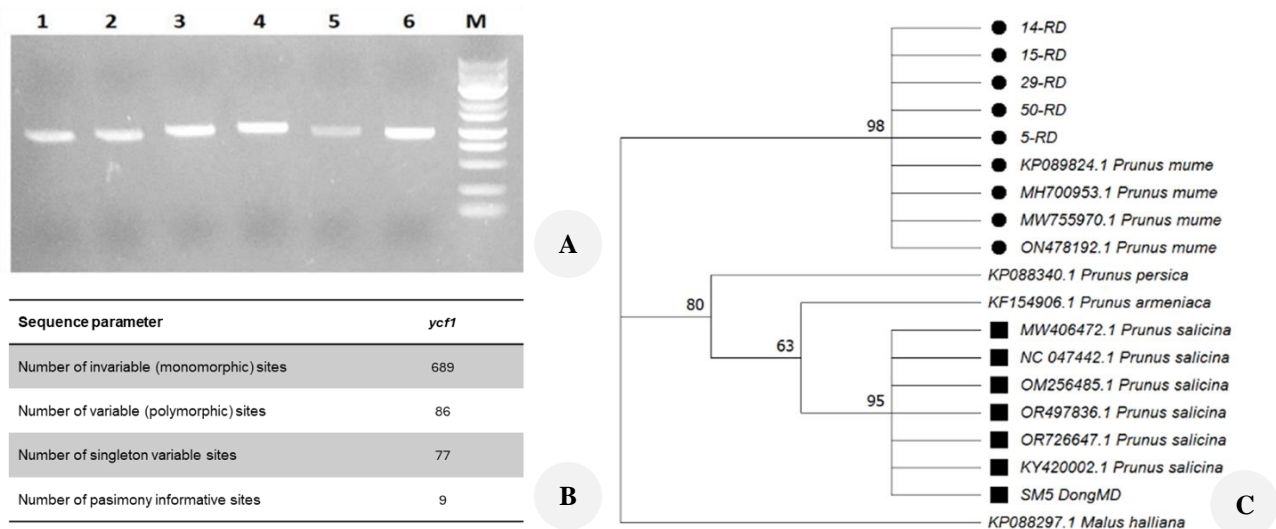 1 2 3 4 5 6 M
A
Sequence parameter ycf1
Number of invariable (monomorphic) sites 689
Number of variable (polymorphic) sites 86
Number of singleton variable sites 77
Number of pasimony informative sites 9
B
14-RD
15-RD
29-RD
50-RD
98
5-RD
KP089824.1 Prunus mume
MH700953.1 Prunus mume
MW755970.1 Prunus mume
ON478192.1 Prunus mume
KP088340.1 Prunus persica
80
KF154906.1 Prunus armeniaca
MW406472.1 Prunus salicina
63
NC 047442.1 Prunus salicina
OM256485.1 Prunus salicina
95
OR497836.1 Prunus salicina
OR726647.1 Prunus salicina
KY420002.1 Prunus salicina
SM5 DongMD
KP088297.1 Malus halliana
C